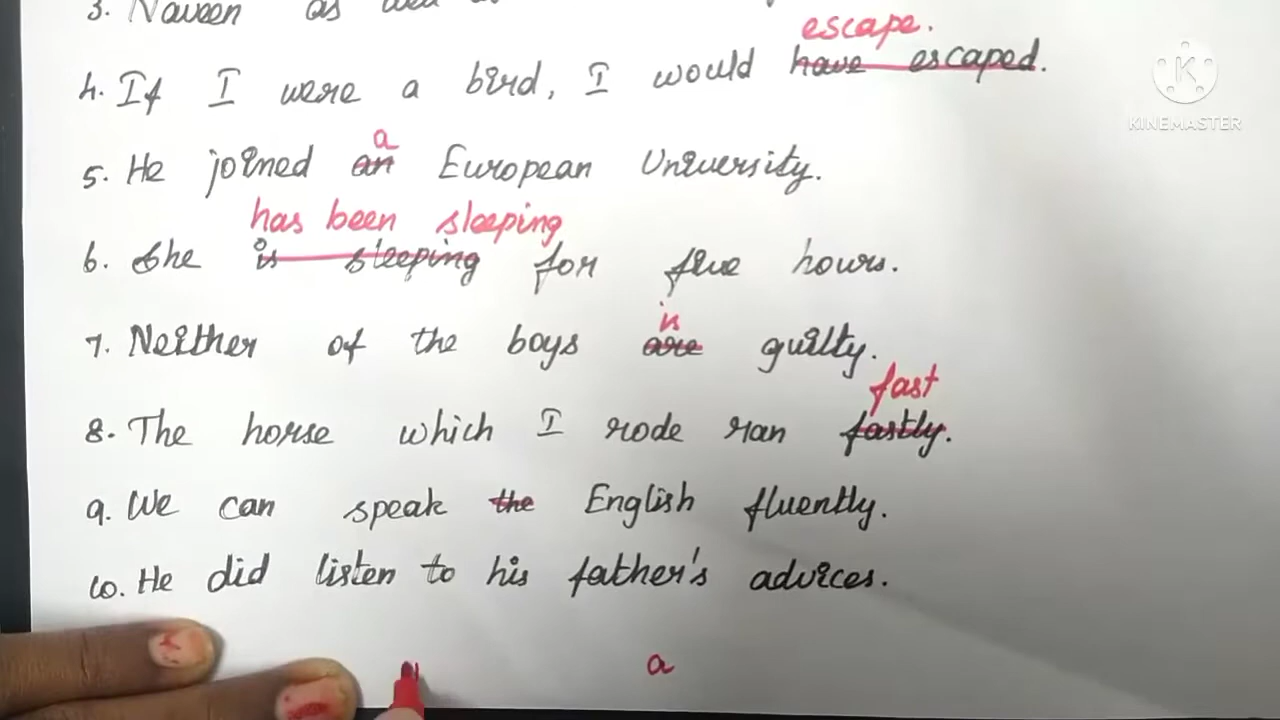 3. Naveen as well
escape.
4. If I were a bird, I would have escaped.
a
5. He joined an European University.
has been sleeping
6. She is sleeping for five hours.
is
7. Neither of the boys are guilty.
fast
8. The horse which I rode ran fastly.
9. We can speak the English fluently.
10. He did listen to his father's advices.
a
KINEMASTER